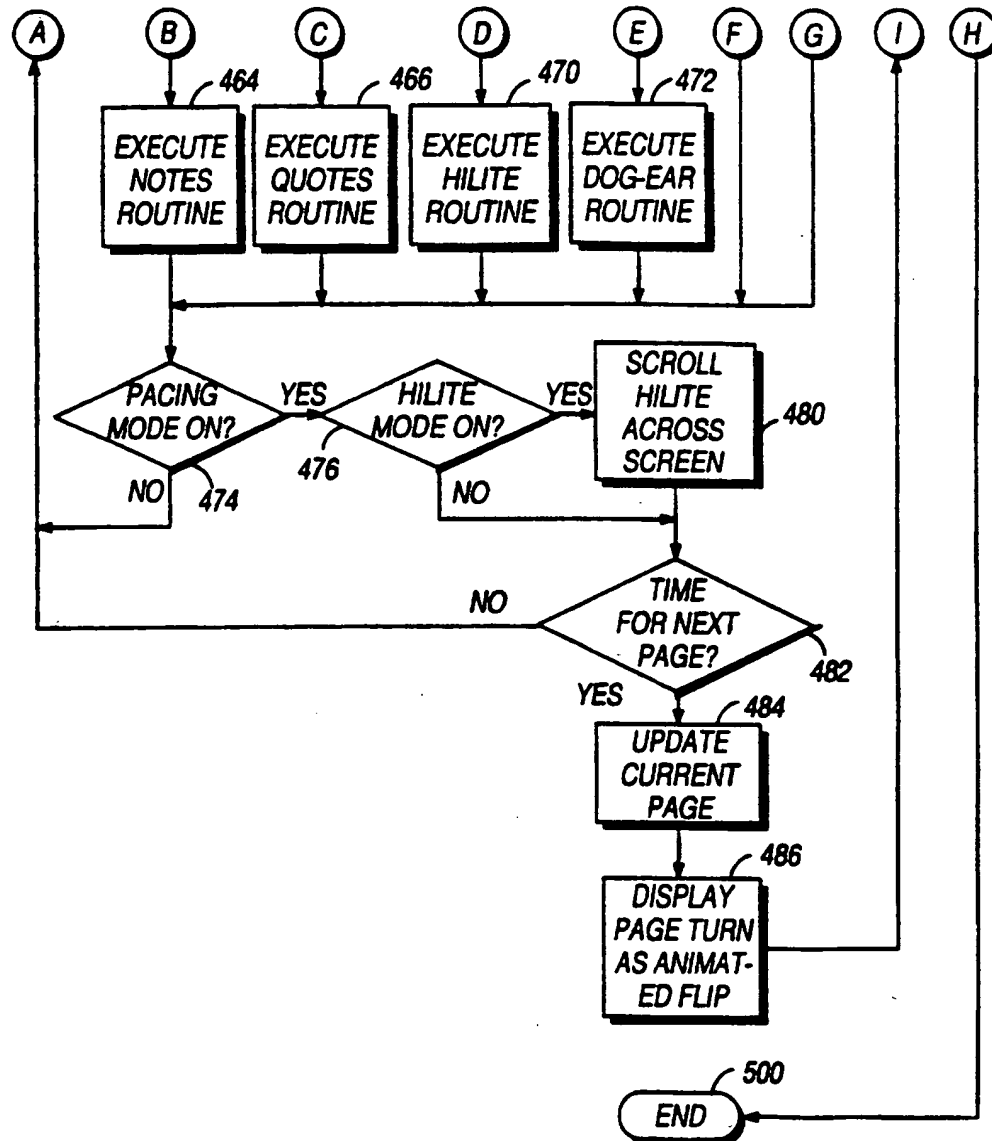 A B C D E F G I H
464 466 470 472
EXECUTE
NOTES
ROUTINE
EXECUTE
QUOTES
ROUTINE
EXECUTE
HILITE
ROUTINE
EXECUTE
DOG-EAR
ROUTINE
PACING
MODE ON?
YES
NO
474
HILITE
MODE ON?
YES
476
NO
SCROLL
HILITE
ACROSS
SCREEN
480
TIME
FOR NEXT
PAGE?
NO
482
YES
484
UPDATE
CURRENT
PAGE
486
DISPLAY
PAGE TURN
AS ANIMAT-
ED FLIP
500
END